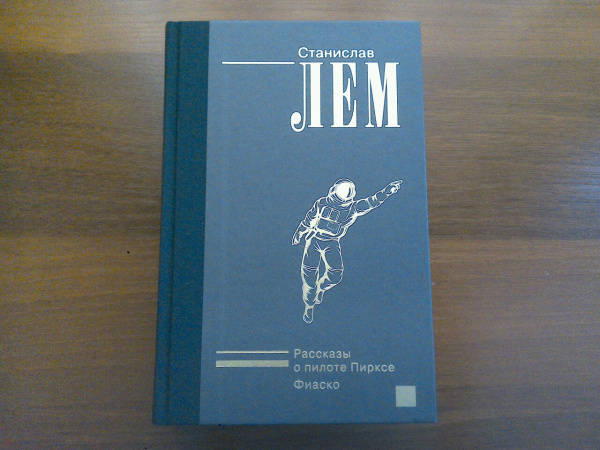 Станислав
ЛЕМ
Рассказы
о пилоте Пирксе
Фиаско